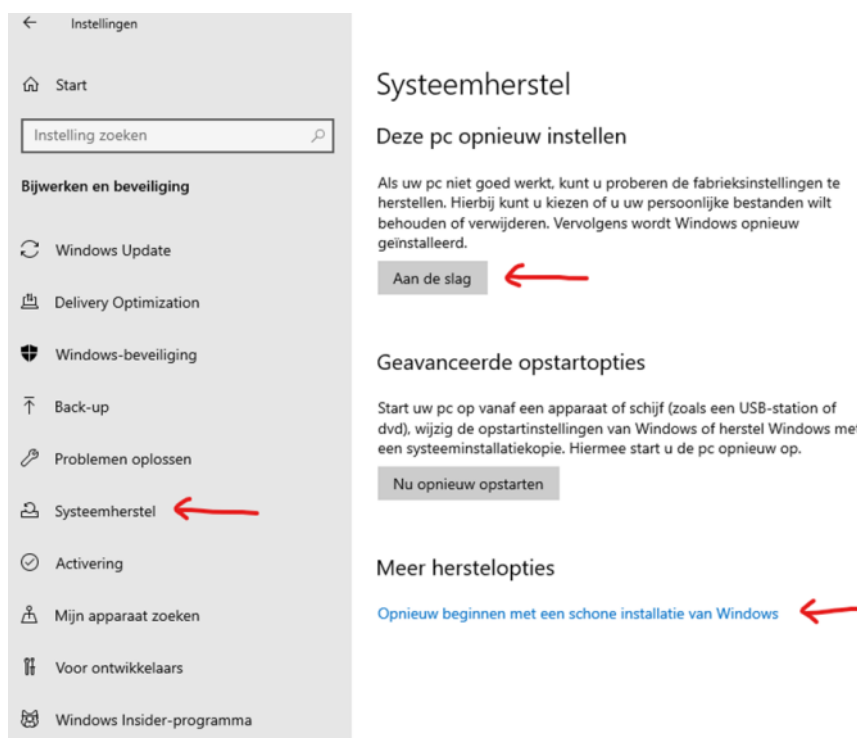 Instellingen
Start
Instelling zoeken
Bijwerken en beveiliging
Windows Update
Delivery Optimization
Windows-beveiliging
Back-up
Problemen oplossen
Systeemherstel
Activering
Mijn apparaat zoeken
Voor ontwikkelaars
Windows Insider-programma
Systeemherstel
Deze pc opnieuw instellen
Als uw pc niet goed werkt, kunt u proberen de fabrieksinstellingen te
herstellen. Hierbij kunt u kiezen of u uw persoonlijke bestanden wilt
behouden of verwijderen. Vervolgens wordt Windows opnieuw
geïnstalleerd.
Aan de slag
Geavanceerde opstartopties
Start uw pc op vanaf een apparaat of schijf (zoals een USB-station of
dvd), wijzig de opstartinstellingen van Windows of herstel Windows met
een systeeminstallatiekopie. Hiermee start u de pc opnieuw op.
Nu opnieuw opstarten
Meer herstelopties
Opnieuw beginnen met een schone installatie van Windows